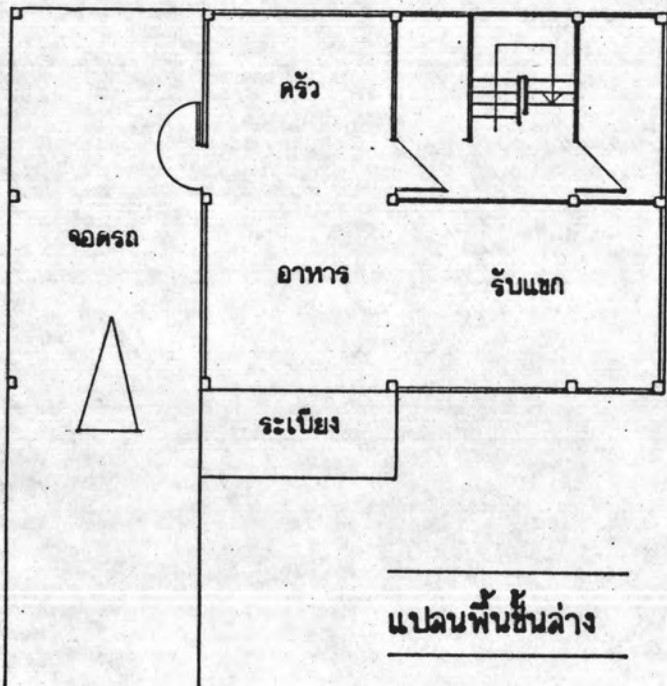 ครัว
จอดรถ
อาหาร
รับแขก
ระเบียง
แปลนพื้นชั้นล่าง